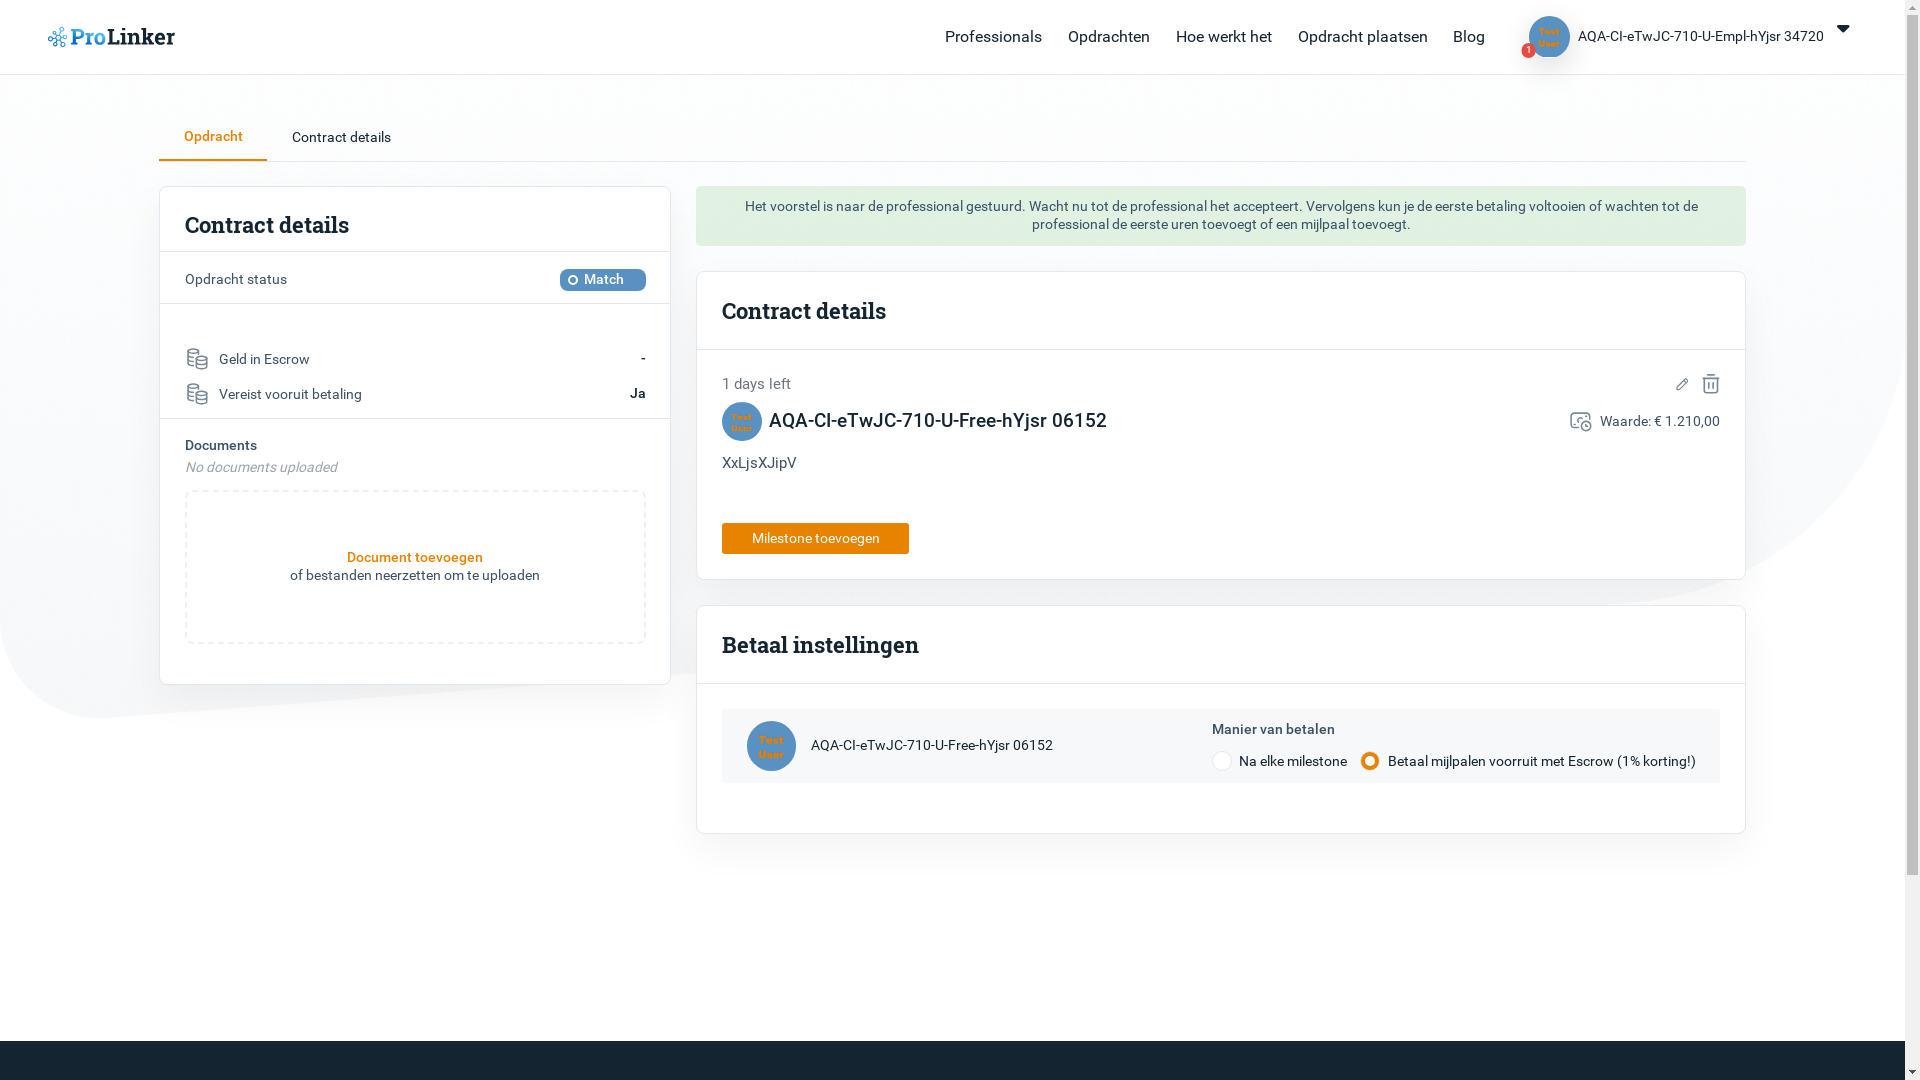 ProLinker
Professionals
Opdrachten
Hoe werkt het
Opdracht plaatsen
Blog
Test User
1
AQA-CI-eTwJC-710-U-Empl-hYjsr 34720
Opdracht
Contract details
Contract details
Opdracht status
Match
Geld in Escrow
-
Vereist vooruit betaling
Ja
Documents
No documents uploaded
Document toevoegen
of bestanden neerzetten om te uploaden
Het voorstel is naar de professional gestuurd. Wacht nu tot de professional het accepteert. Vervolgens kun je de eerste betaling voltooien of wachten tot de
professional de eerste uren toevoegt of een mijlpaal toevoegt.
Contract details
1 days left
Test User
AQA-CI-eTwJC-710-U-Free-hYjsr 06152
Waarde: € 1.210,00
XxLjsXJipV
Milestone toevoegen
Betaal instellingen
Test
User
AQA-CI-eTwJC-710-U-Free-hYjsr 06152
Manier van betalen
Na elke milestone
Betaal mijlpalen voorruit met Escrow (1% korting!)